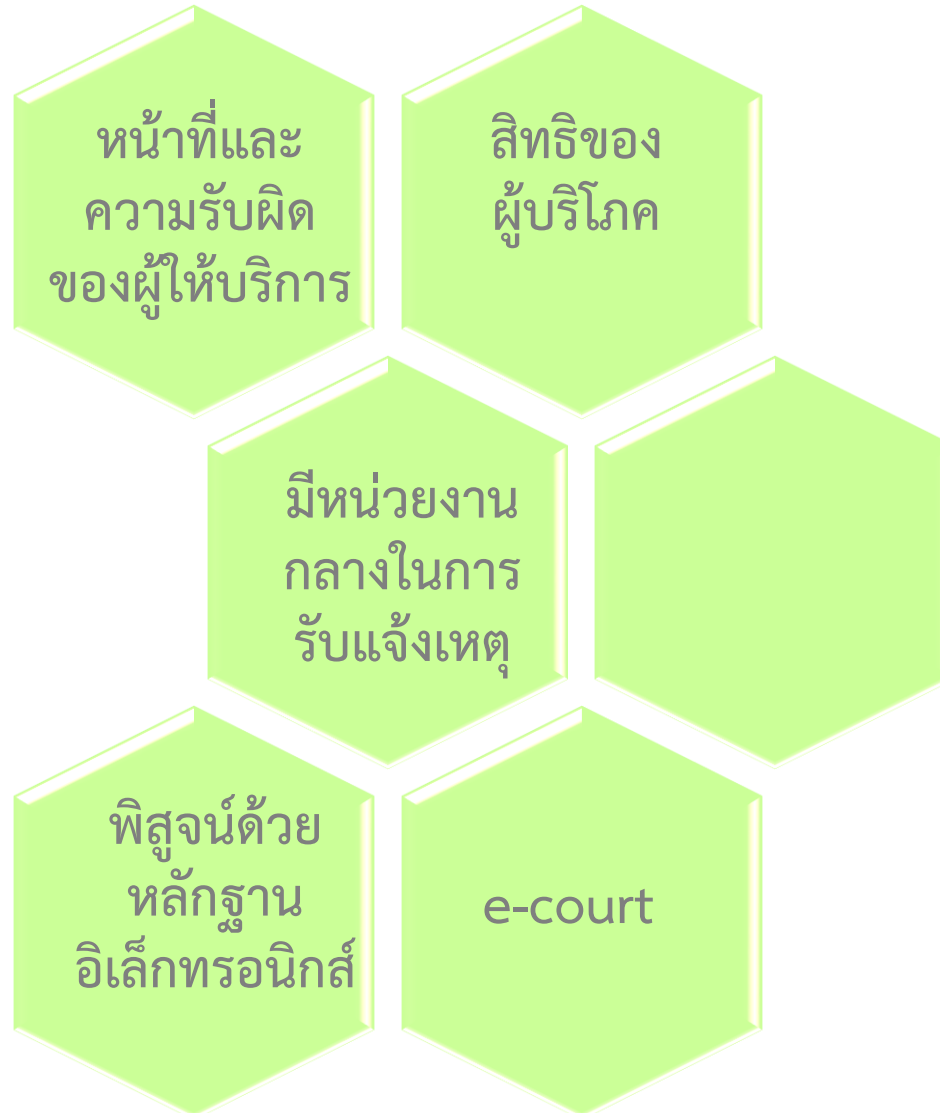 หน้าที่และ
ความรับผิด
ของผู้ให้บริการ
สิทธิของ
ผู้บริโภค
มีหน่วยงาน
กลางในการ
รับแจ้งเหตุ
พิสูจน์ด้วย
หลักฐาน
อิเล็กทรอนิกส์
e-court